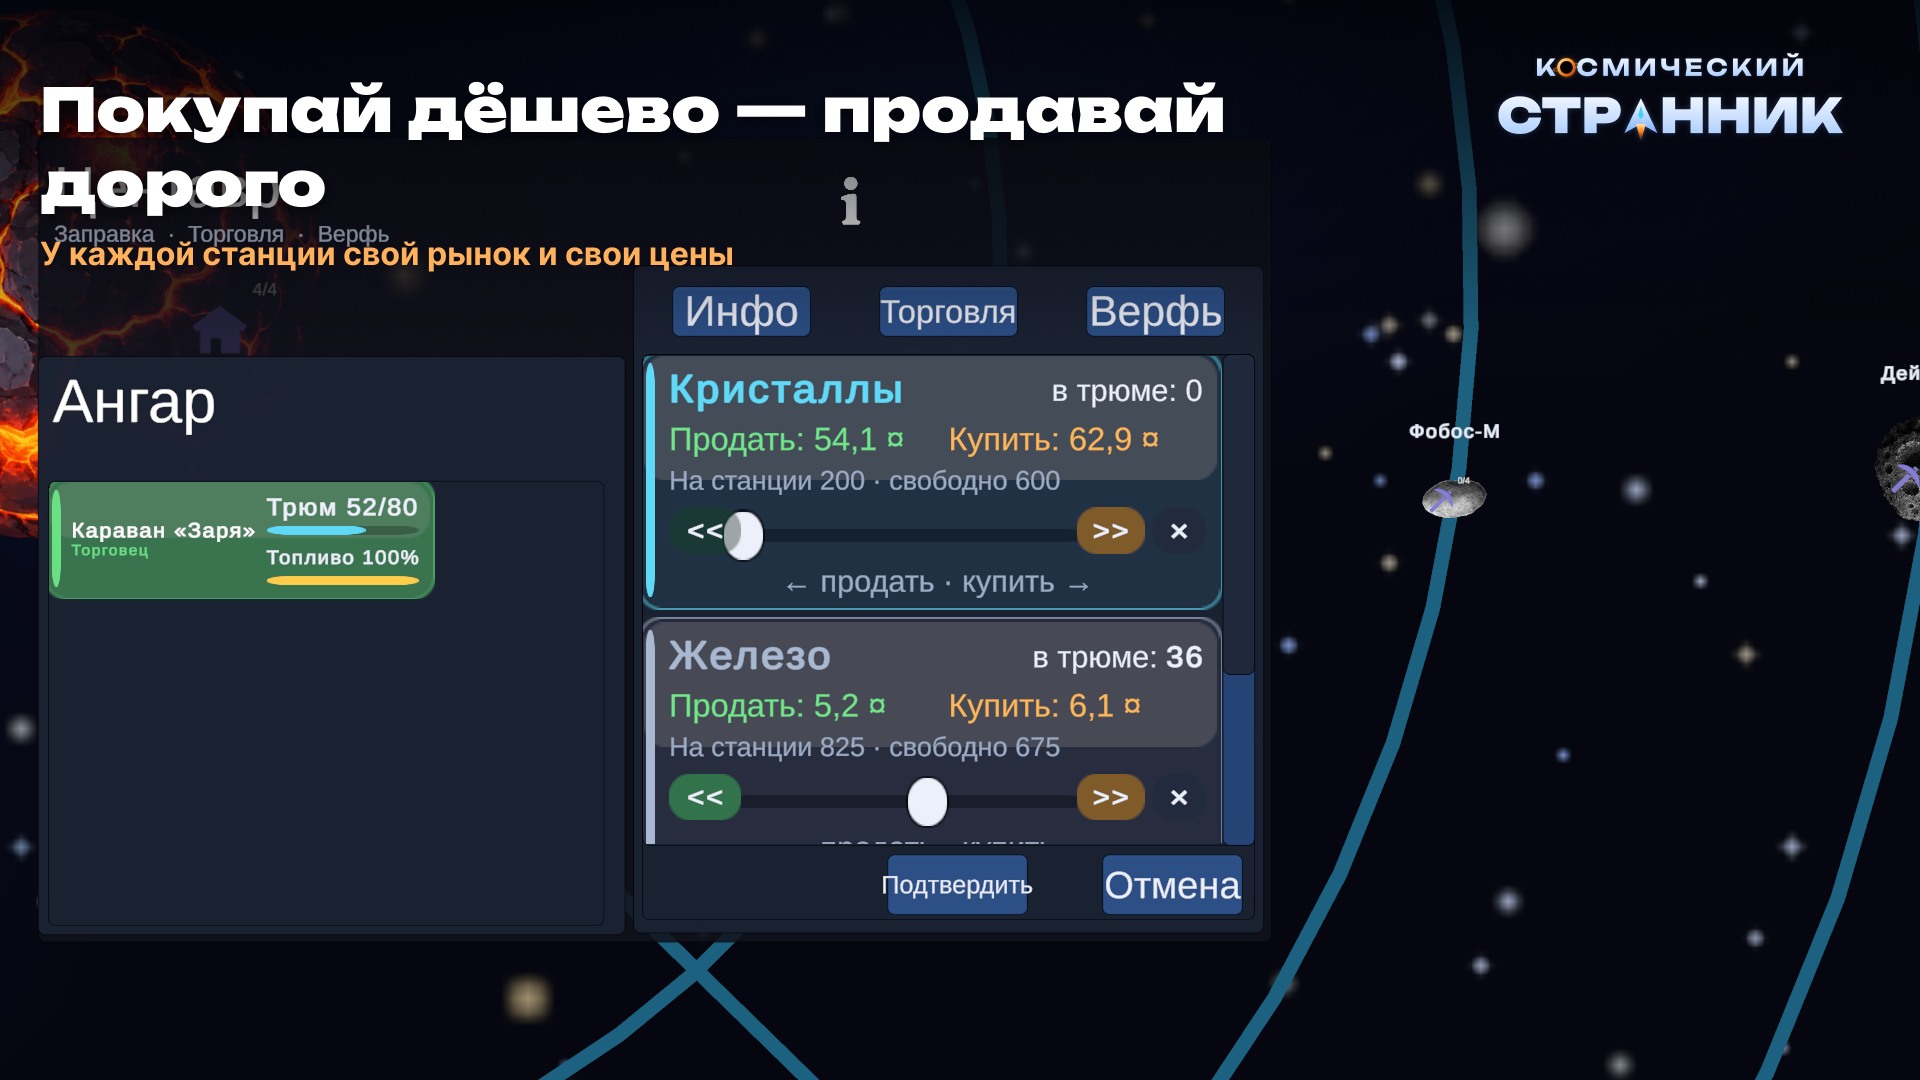 КОСМИЧЕСКИЙ
СТРАННИК
Покупай дёшево — продавай
дорого
Заправка · Торговля · Верфь
У каждой станции свой рынок и свои цены
4/4
Инфо
Торговля
Верфь
Ангар
Караван «Заря»
Торговец
Трюм 52/80
Топливо 100%
Кристаллы
в трюме: 0
Продать: 54,1 ¤
Купить: 62,9 ¤
На станции 200 · свободно 600
<<
>>
×
← продать · купить →
Железо
в трюме: 36
Продать: 5,2 ¤
Купить: 6,1 ¤
На станции 825 · свободно 675
<<
>>
×
продать · купить
Подтвердить
Отмена
Фобос-М
0/4
Дей